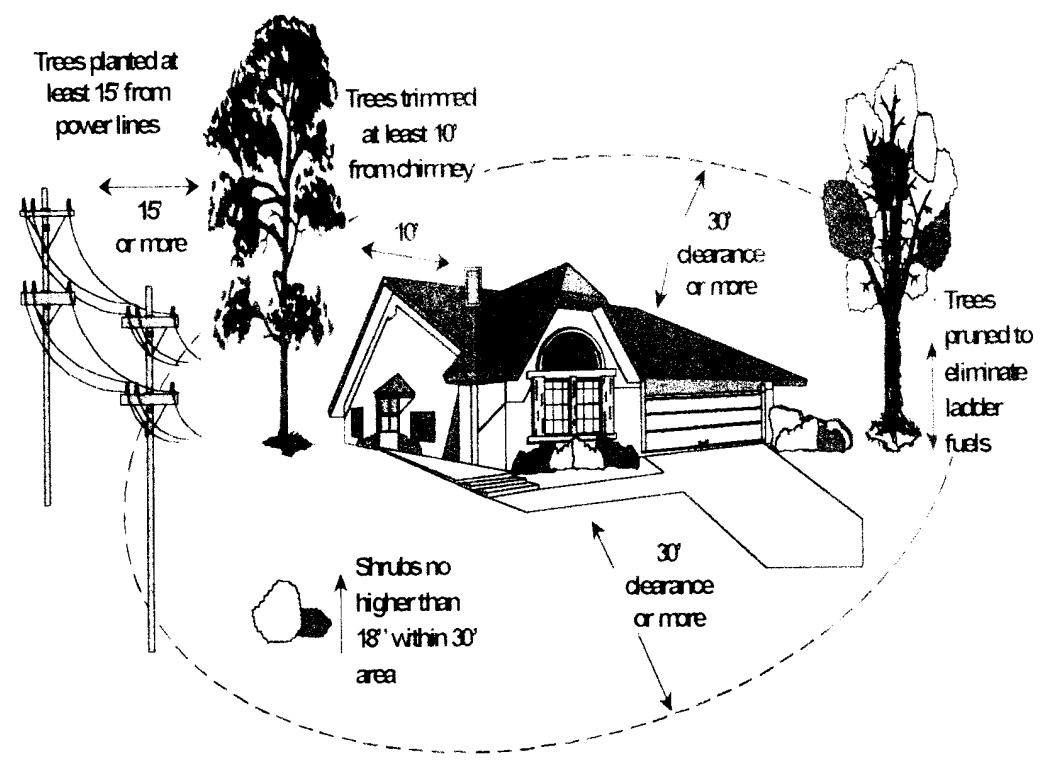 Trees planted at
least 15' from
power lines
Trees trimmed
at least 10'
from chimney
15'
or more
10'
30'
clearance
or more
Trees
pruned to
eliminate
ladder
fuels
30'
clearance
or more
Shrubs no
higher than
18'' within 30'
area